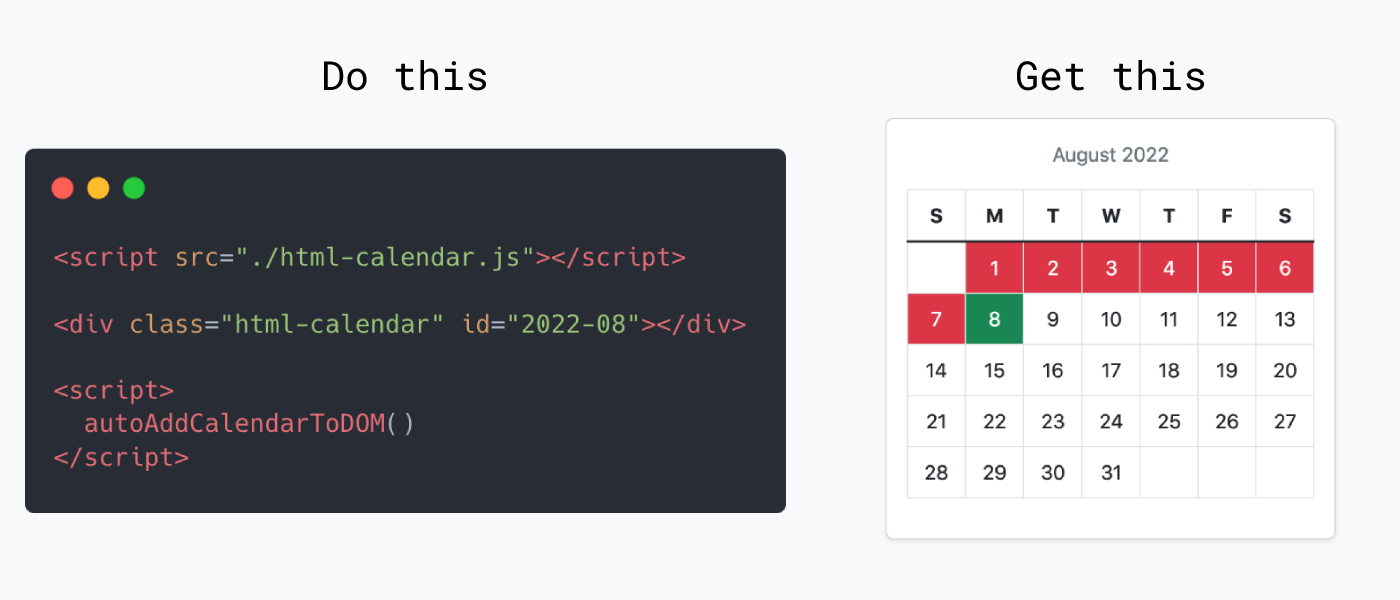 Do this
<script src="./html-calendar.js"></script>
<div class="html-calendar" id="2022-08"></div>
<script>
  autoAddCalendarToDOM()
</script>
Get this
August 2022
S M T W T F S
1 2 3 4 5 6
7 8 9 10 11 12 13
14 15 16 17 18 19 20
21 22 23 24 25 26 27
28 29 30 31